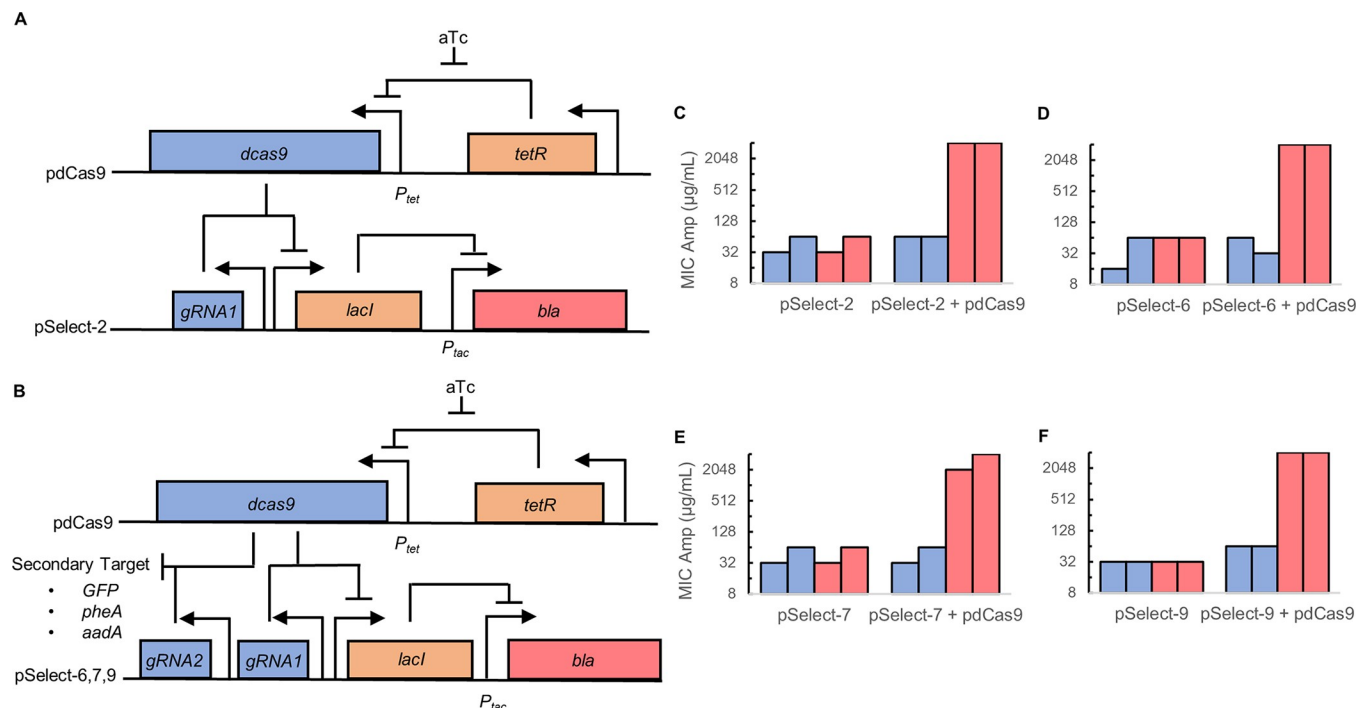 A
aTc
dcas9
tetR
pdCas9
Ptet
gRNA1
lacI
bla
pSelect-2
Ptac
B
aTc
dcas9
tetR
pdCas9
Ptet
Secondary Target
• GFP
• pheA
• aadA
gRNA2
gRNA1
lacI
bla
pSelect-6,7,9
Ptac
C
MIC Amp (µg/mL)
2048
512
128
32
8
pSelect-2
pSelect-2 + pdCas9
D
2048
512
128
32
8
pSelect-6
pSelect-6 + pdCas9
E
MIC Amp (µg/mL)
2048
512
128
32
8
pSelect-7
pSelect-7 + pdCas9
F
2048
512
128
32
8
pSelect-9
pSelect-9 + pdCas9